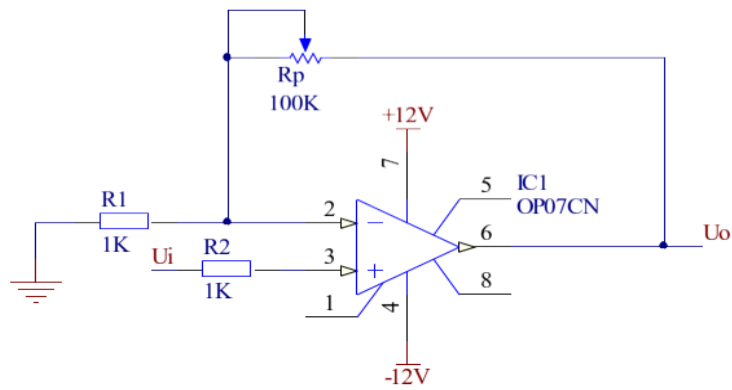 Rp
100K
+12V
7
5
IC1
OP07CN
R1
1K
2
−
6
Uo
Ui
R2
1K
3
+
1
4
8
-12V